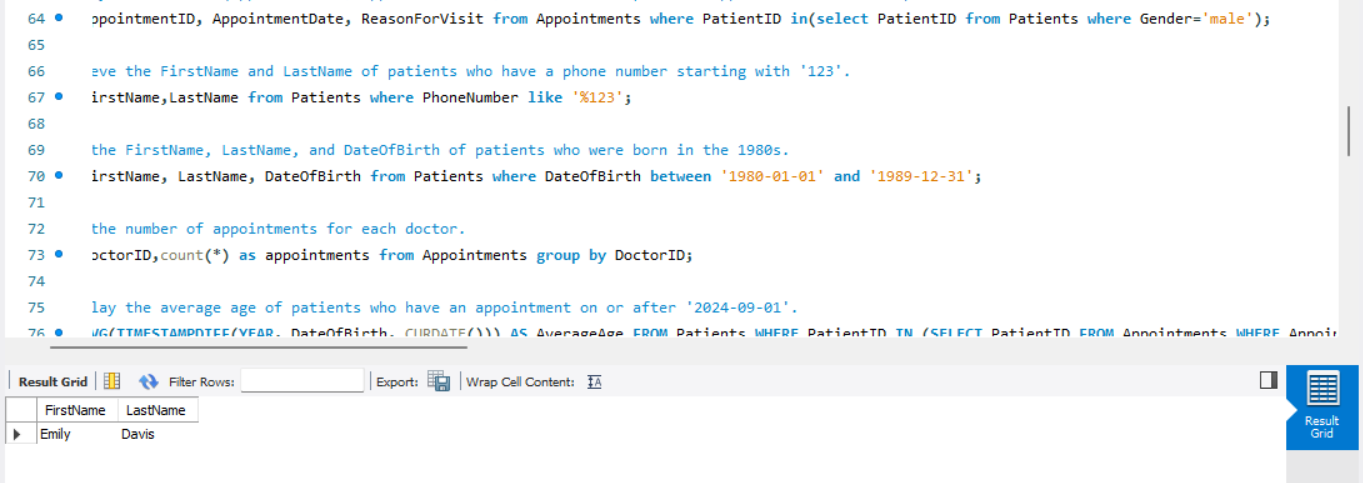 64 ppointmentID, AppointmentDate, ReasonForVisit from Appointments where PatientID in(select PatientID from Patients where Gender='male');
65
66 eve the FirstName and LastName of patients who have a phone number starting with '123'.
67 irstName,LastName from Patients where PhoneNumber like '%123';
68
69 the FirstName, LastName, and DateOfBirth of patients who were born in the 1980s.
70 irstName, LastName, DateOfBirth from Patients where DateOfBirth between '1980-01-01' and '1989-12-31';
71
72 the number of appointments for each doctor.
73 octorID,count(*) as appointments from Appointments group by DoctorID;
74
75 lay the average age of patients who have an appointment on or after '2024-09-01'.
76 VG(TIMESTAMPDIFF(YEAR, DateOfBirth, CURDATE())) AS AverageAge FROM Patients WHERE PatientID IN (SELECT PatientID FROM Appointments WHERE Appoin
Result Grid Filter Rows: Export: Wrap Cell Content: IA
FirstName LastName
Emily Davis
Result
Grid